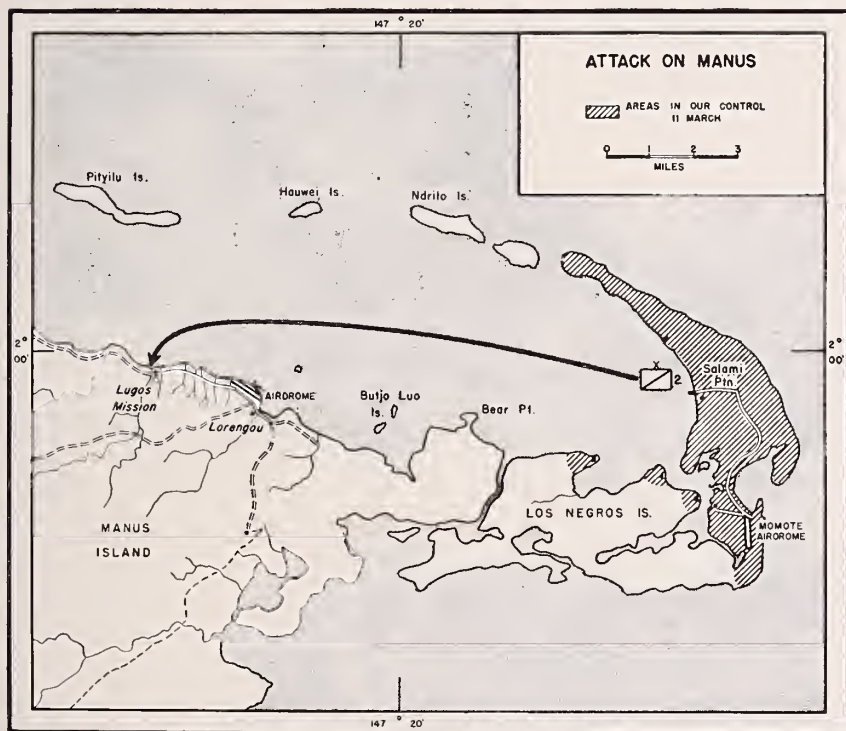 147° 20'
ATTACK ON MANUS
AREAS IN OUR CONTROL
11 MARCH
0 1 2 3
MILES
Pityilu Is.
Hauwei Is.
Ndrilo Is.
2°
00'
2°
00'
x
2
Salami
Ptn.
Lugos
Mission
AIRDROME
Lorengau
Butjo Luo
Is.
Bear Pt.
MANUS
ISLAND
LOS NEGROS IS.
MOMOTE
AIRDROME
147° 20'